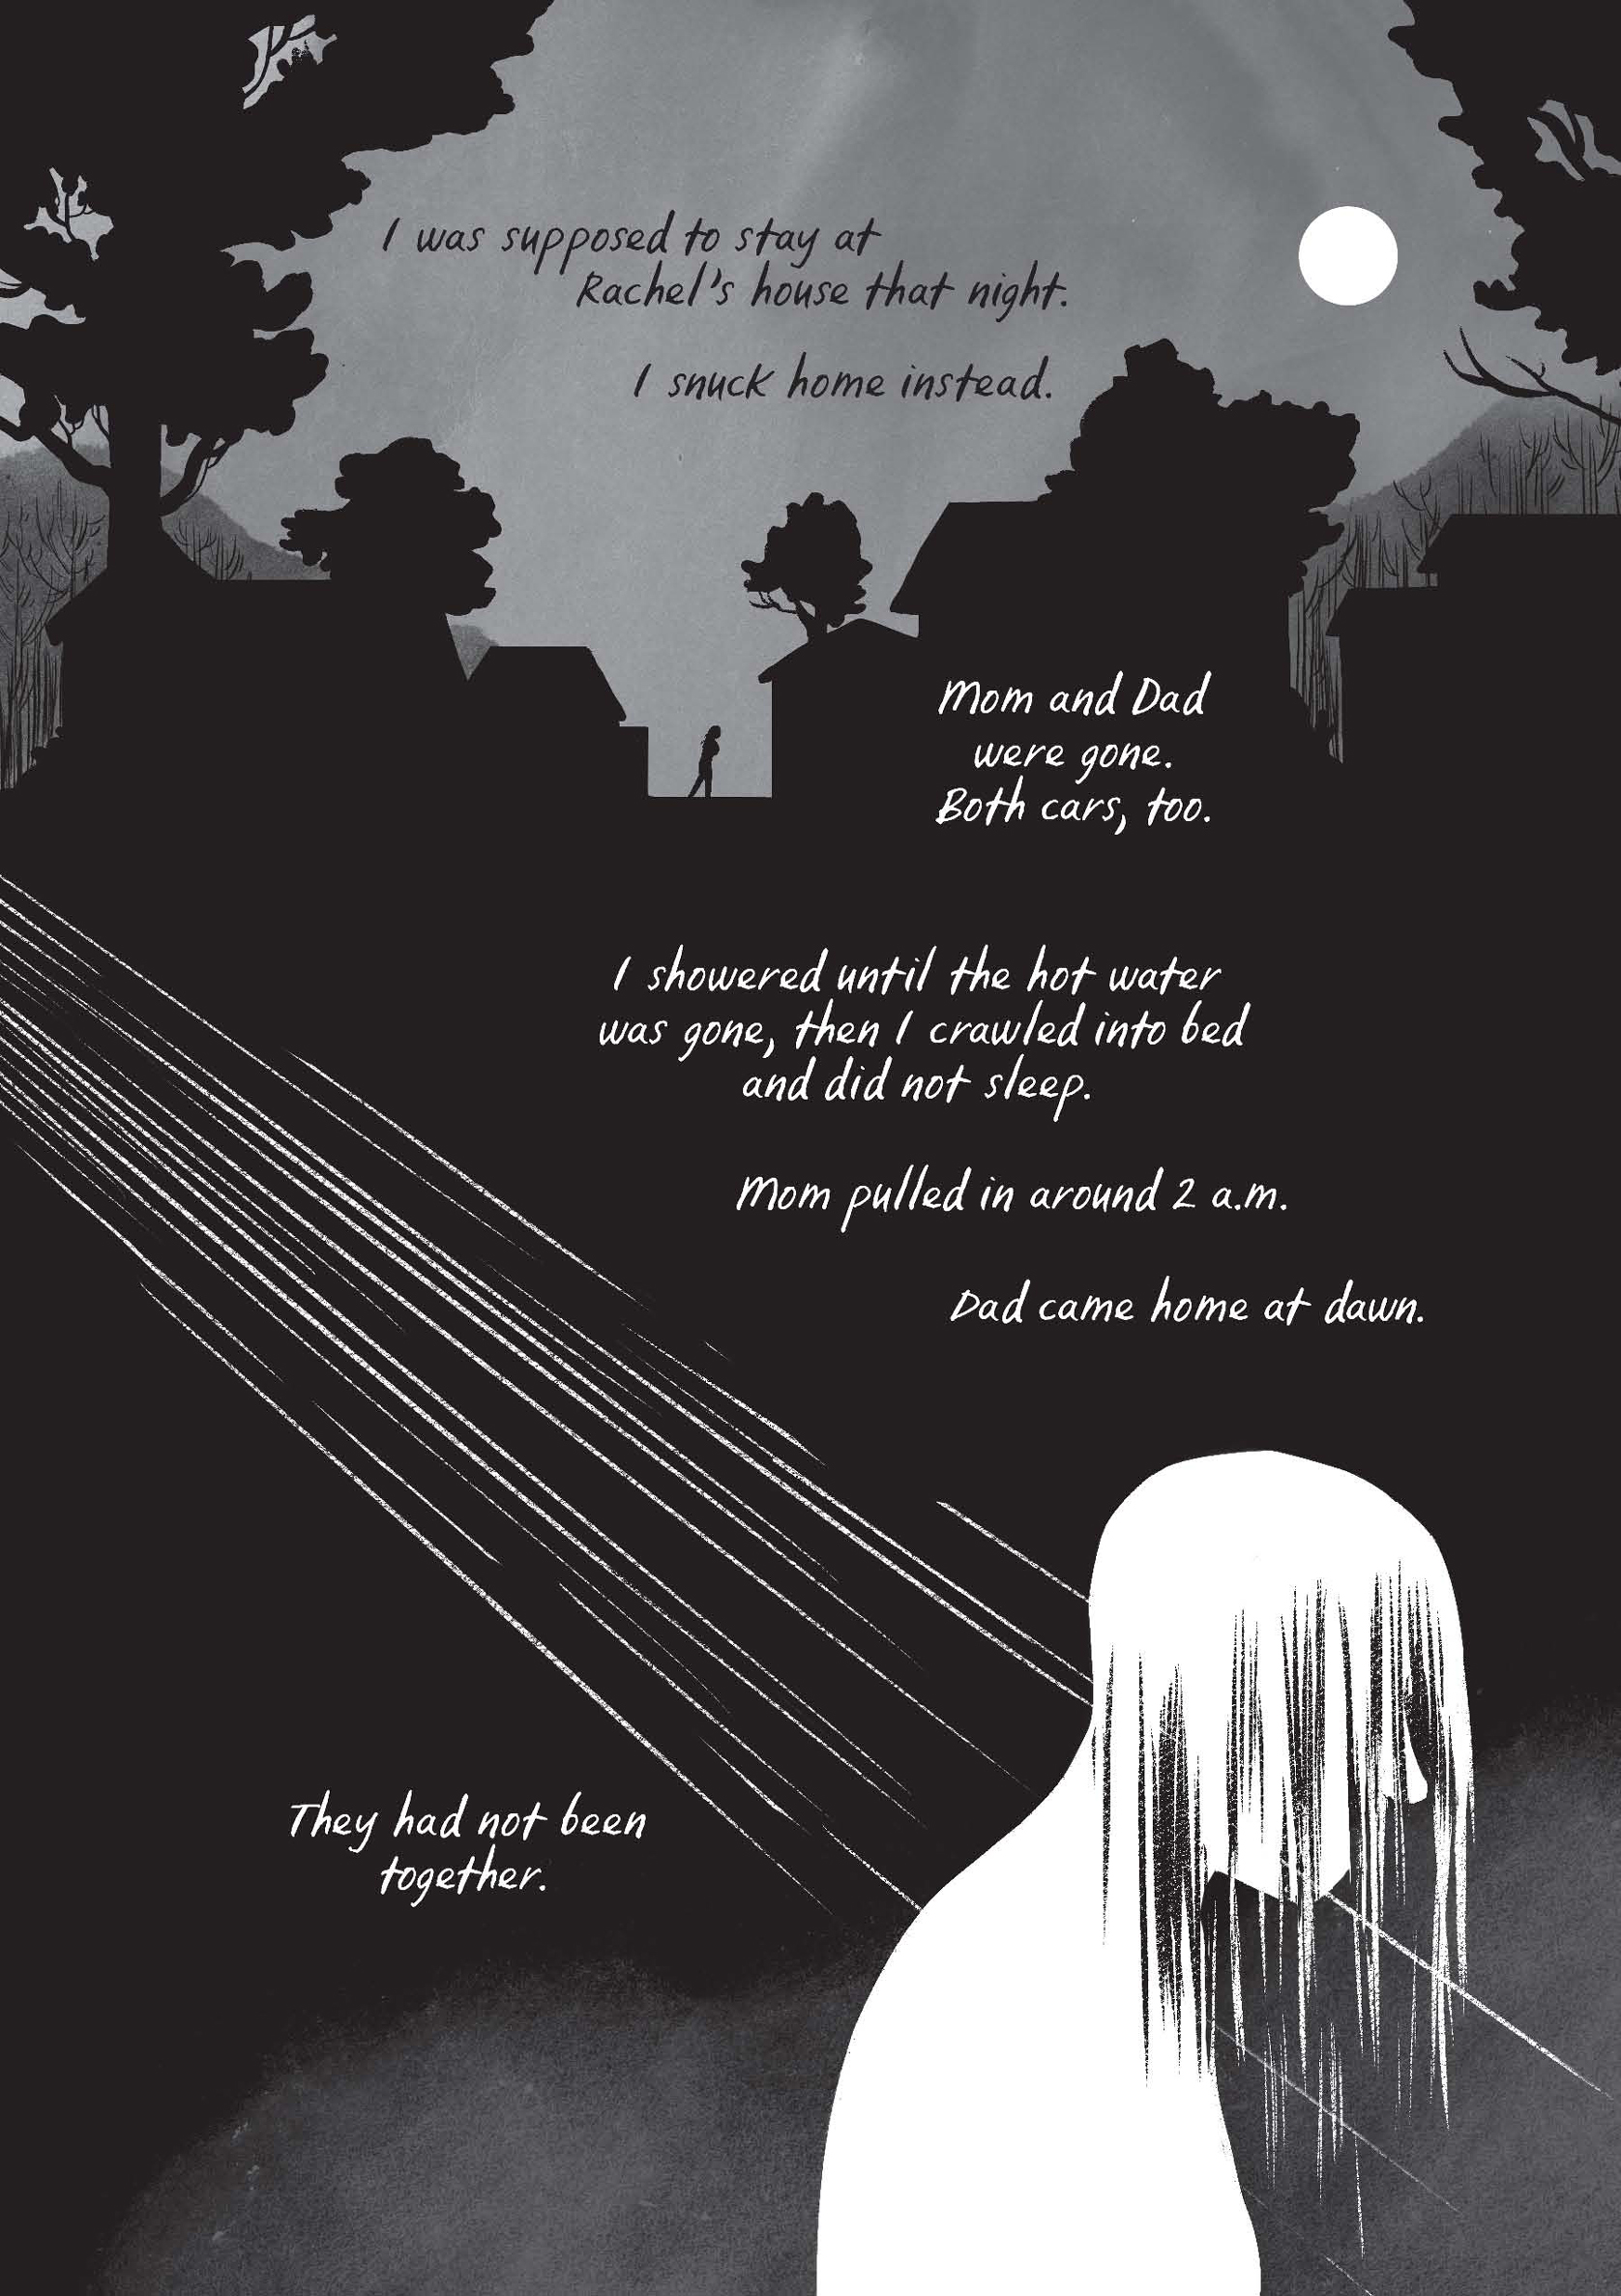 I was supposed to stay at
Rachel's house that night.
I snuck home instead.
Mom and Dad
were gone.
Both cars, too.
I showered until the hot water
was gone, then I crawled into bed
and did not sleep.
Mom pulled in around 2 a.m.
Dad came home at dawn.
They had not been
together.